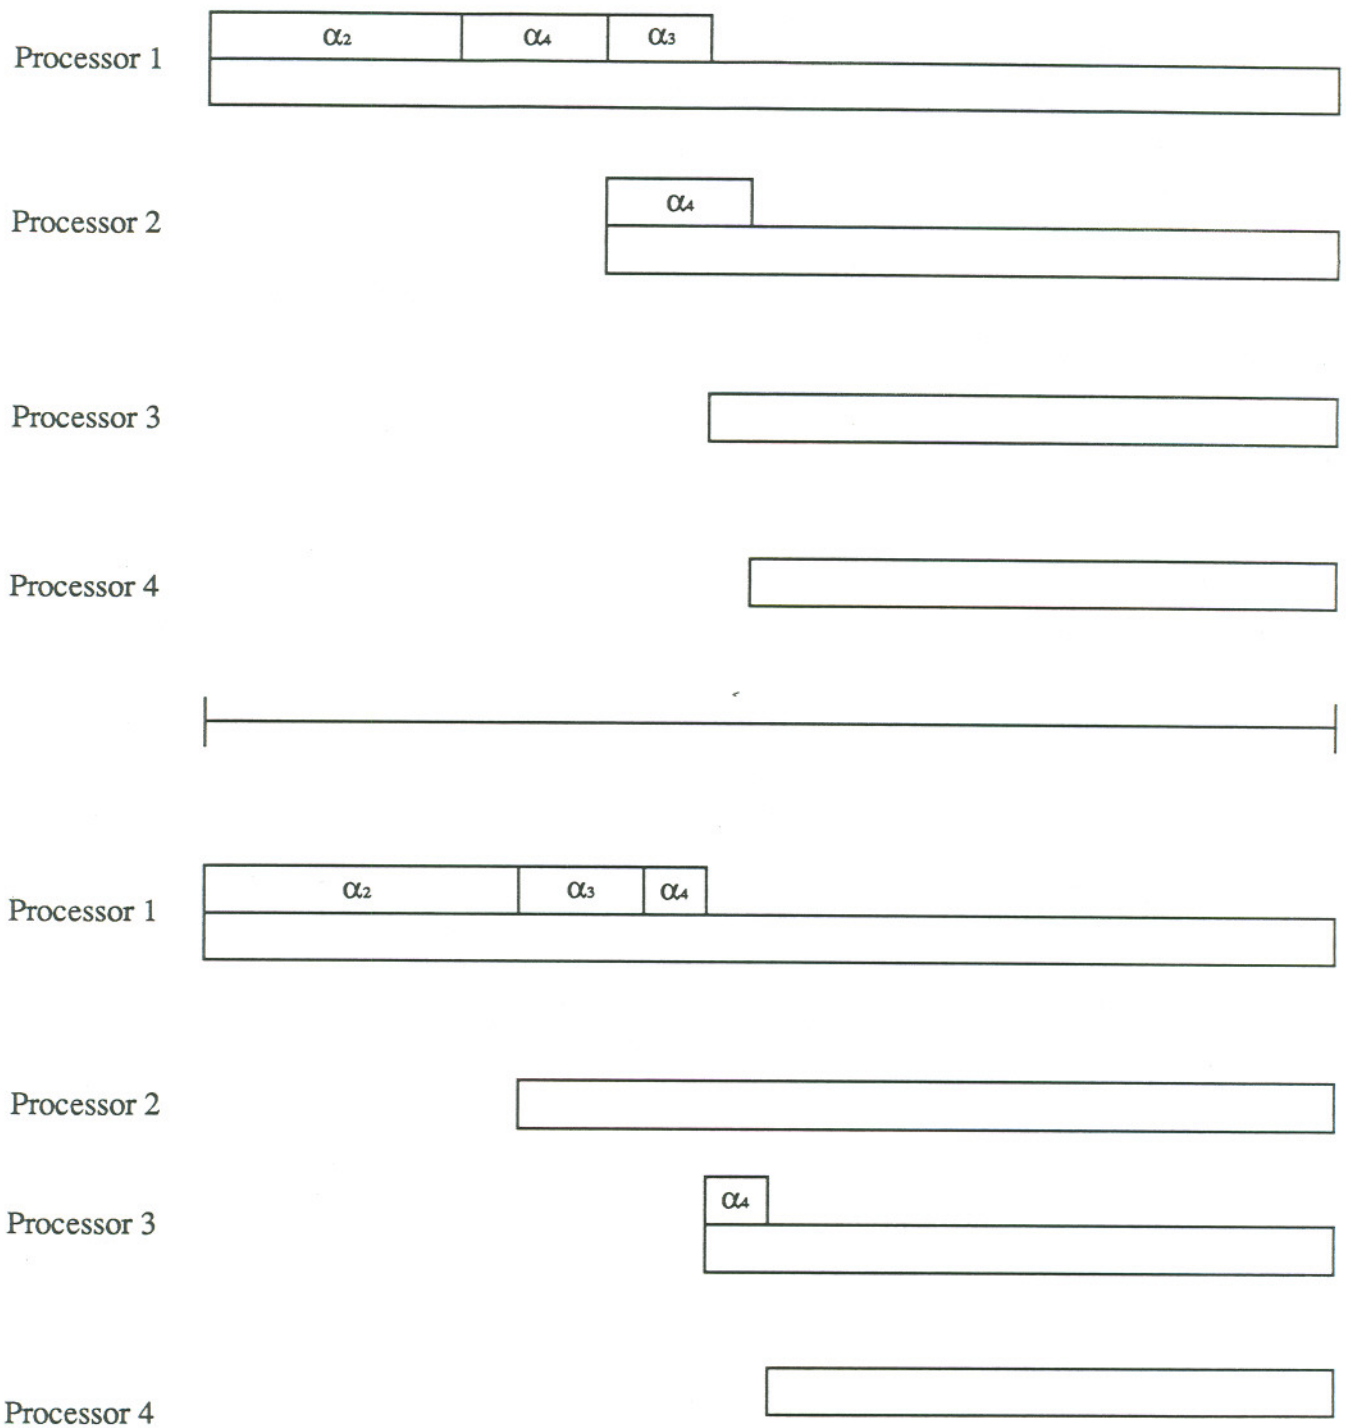 α₂ α₄ α₃
Processor 1
α₄
Processor 2
Processor 3
Processor 4
α₂ α₃ α₄
Processor 1
Processor 2
α₄
Processor 3
Processor 4